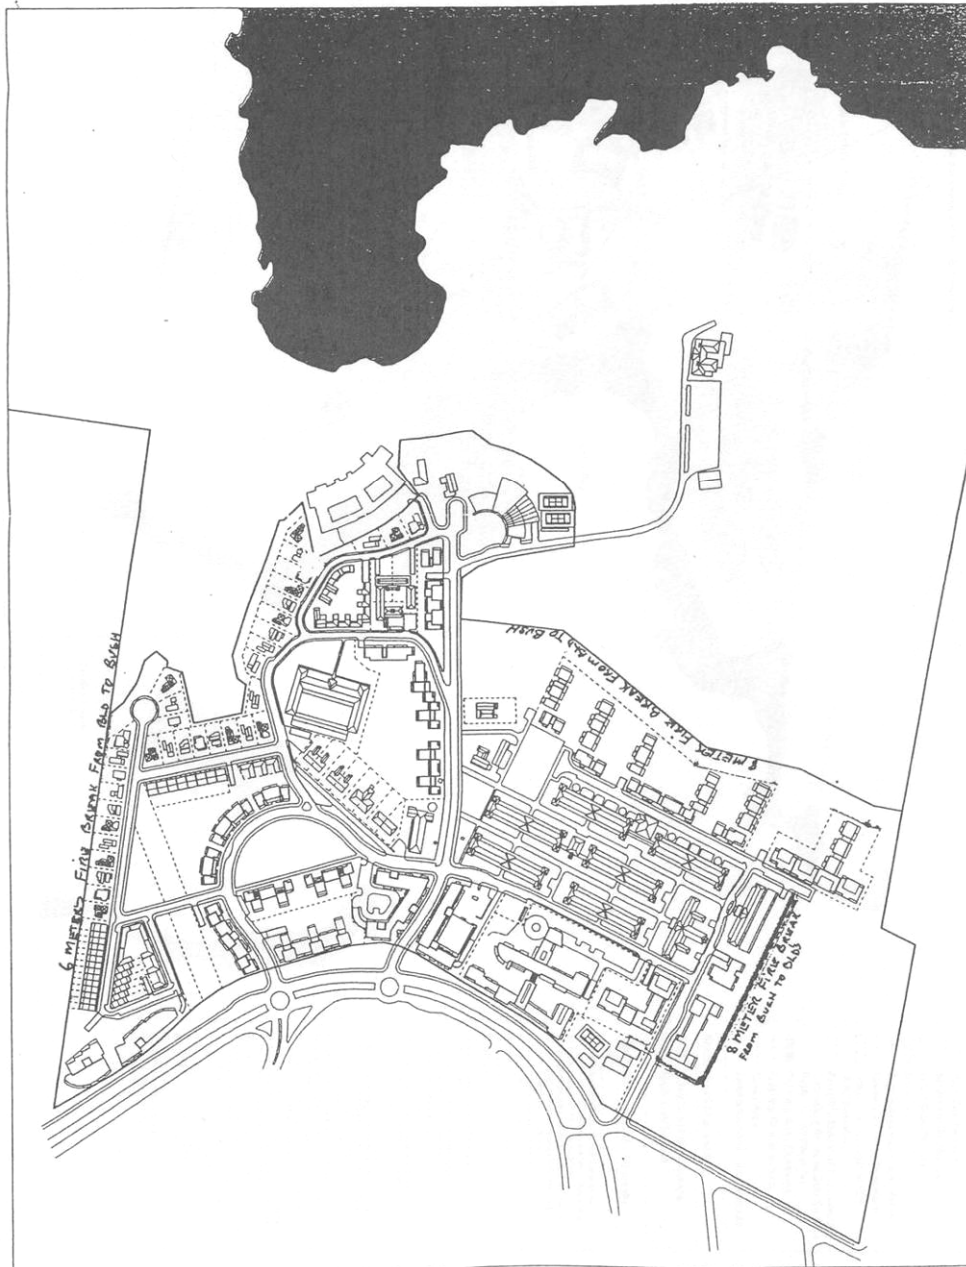 6 METERS FIRE BREAK FROM BLD TO BUSH
8 METER FIRE BREAK FROM BLD TO BUSH
8 METER FIRE BREAK
FROM BUSH TO BLDS